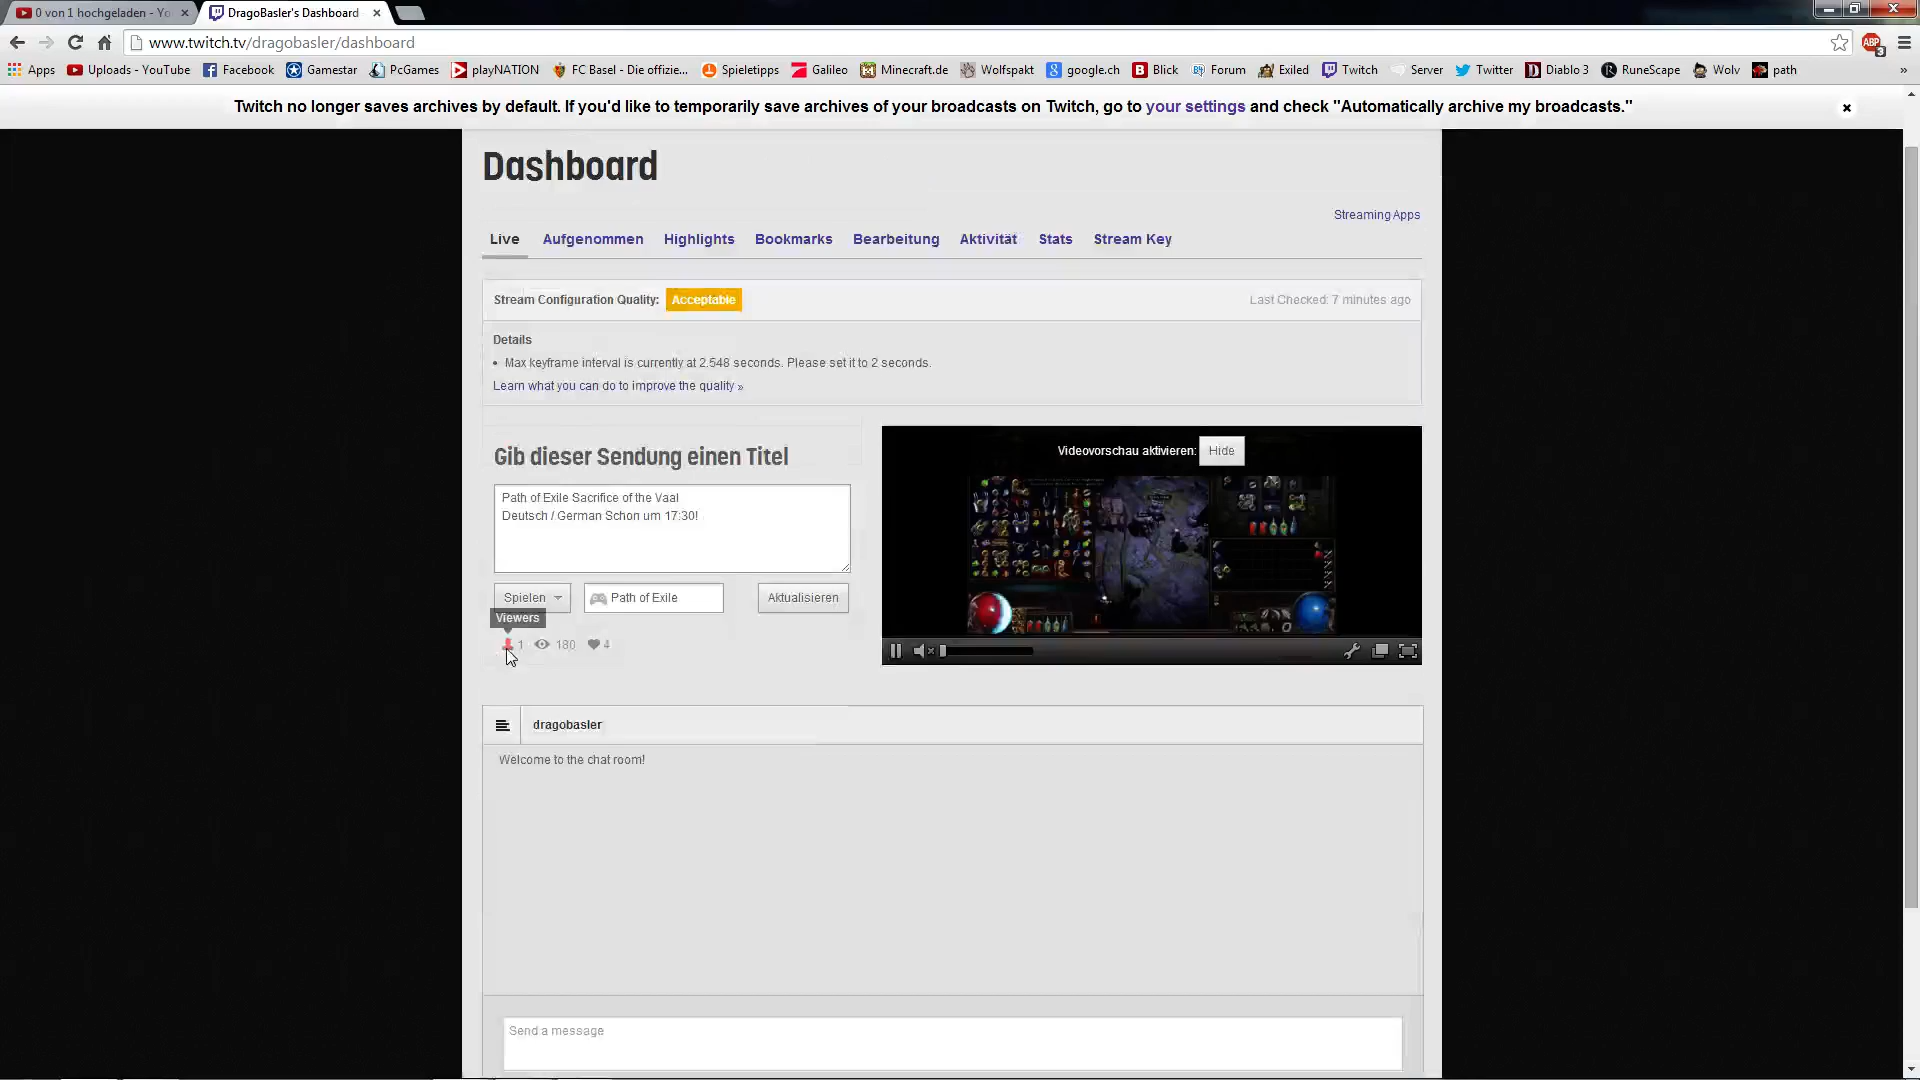 0 von 1 hochgeladen - Yo
DragoBasler's Dashboard
www.twitch.tv/dragobasler/dashboard
ABP
3
Apps
Uploads - YouTube
Facebook
Gamestar
PcGames
playNATION
FC Basel - Die offizie...
Spieletipps
Galileo
Minecraft.de
Wolfspakt
google.ch
Blick
Forum
Exiled
Twitch
Server
Twitter
Diablo 3
RuneScape
Wolv
path
»
Twitch no longer saves archives by default. If you'd like to temporarily save archives of your broadcasts on Twitch, go to your settings and check "Automatically archive my broadcasts."
Dashboard
Streaming Apps
Live
Aufgenommen
Highlights
Bookmarks
Bearbeitung
Aktivität
Stats
Stream Key
Stream Configuration Quality: Acceptable
Last Checked: 7 minutes ago
Details
• Max keyframe interval is currently at 2.548 seconds. Please set it to 2 seconds.
Learn what you can do to improve the quality »
Gib dieser Sendung einen Titel
Videovorschau aktivieren: Hide
Path of Exile Sacrifice of the Vaal
Deutsch / German Schon um 17:30!
Spielen
Path of Exile
Aktualisieren
Viewers
1
180
4
dragobasler
Welcome to the chat room!
Send a message